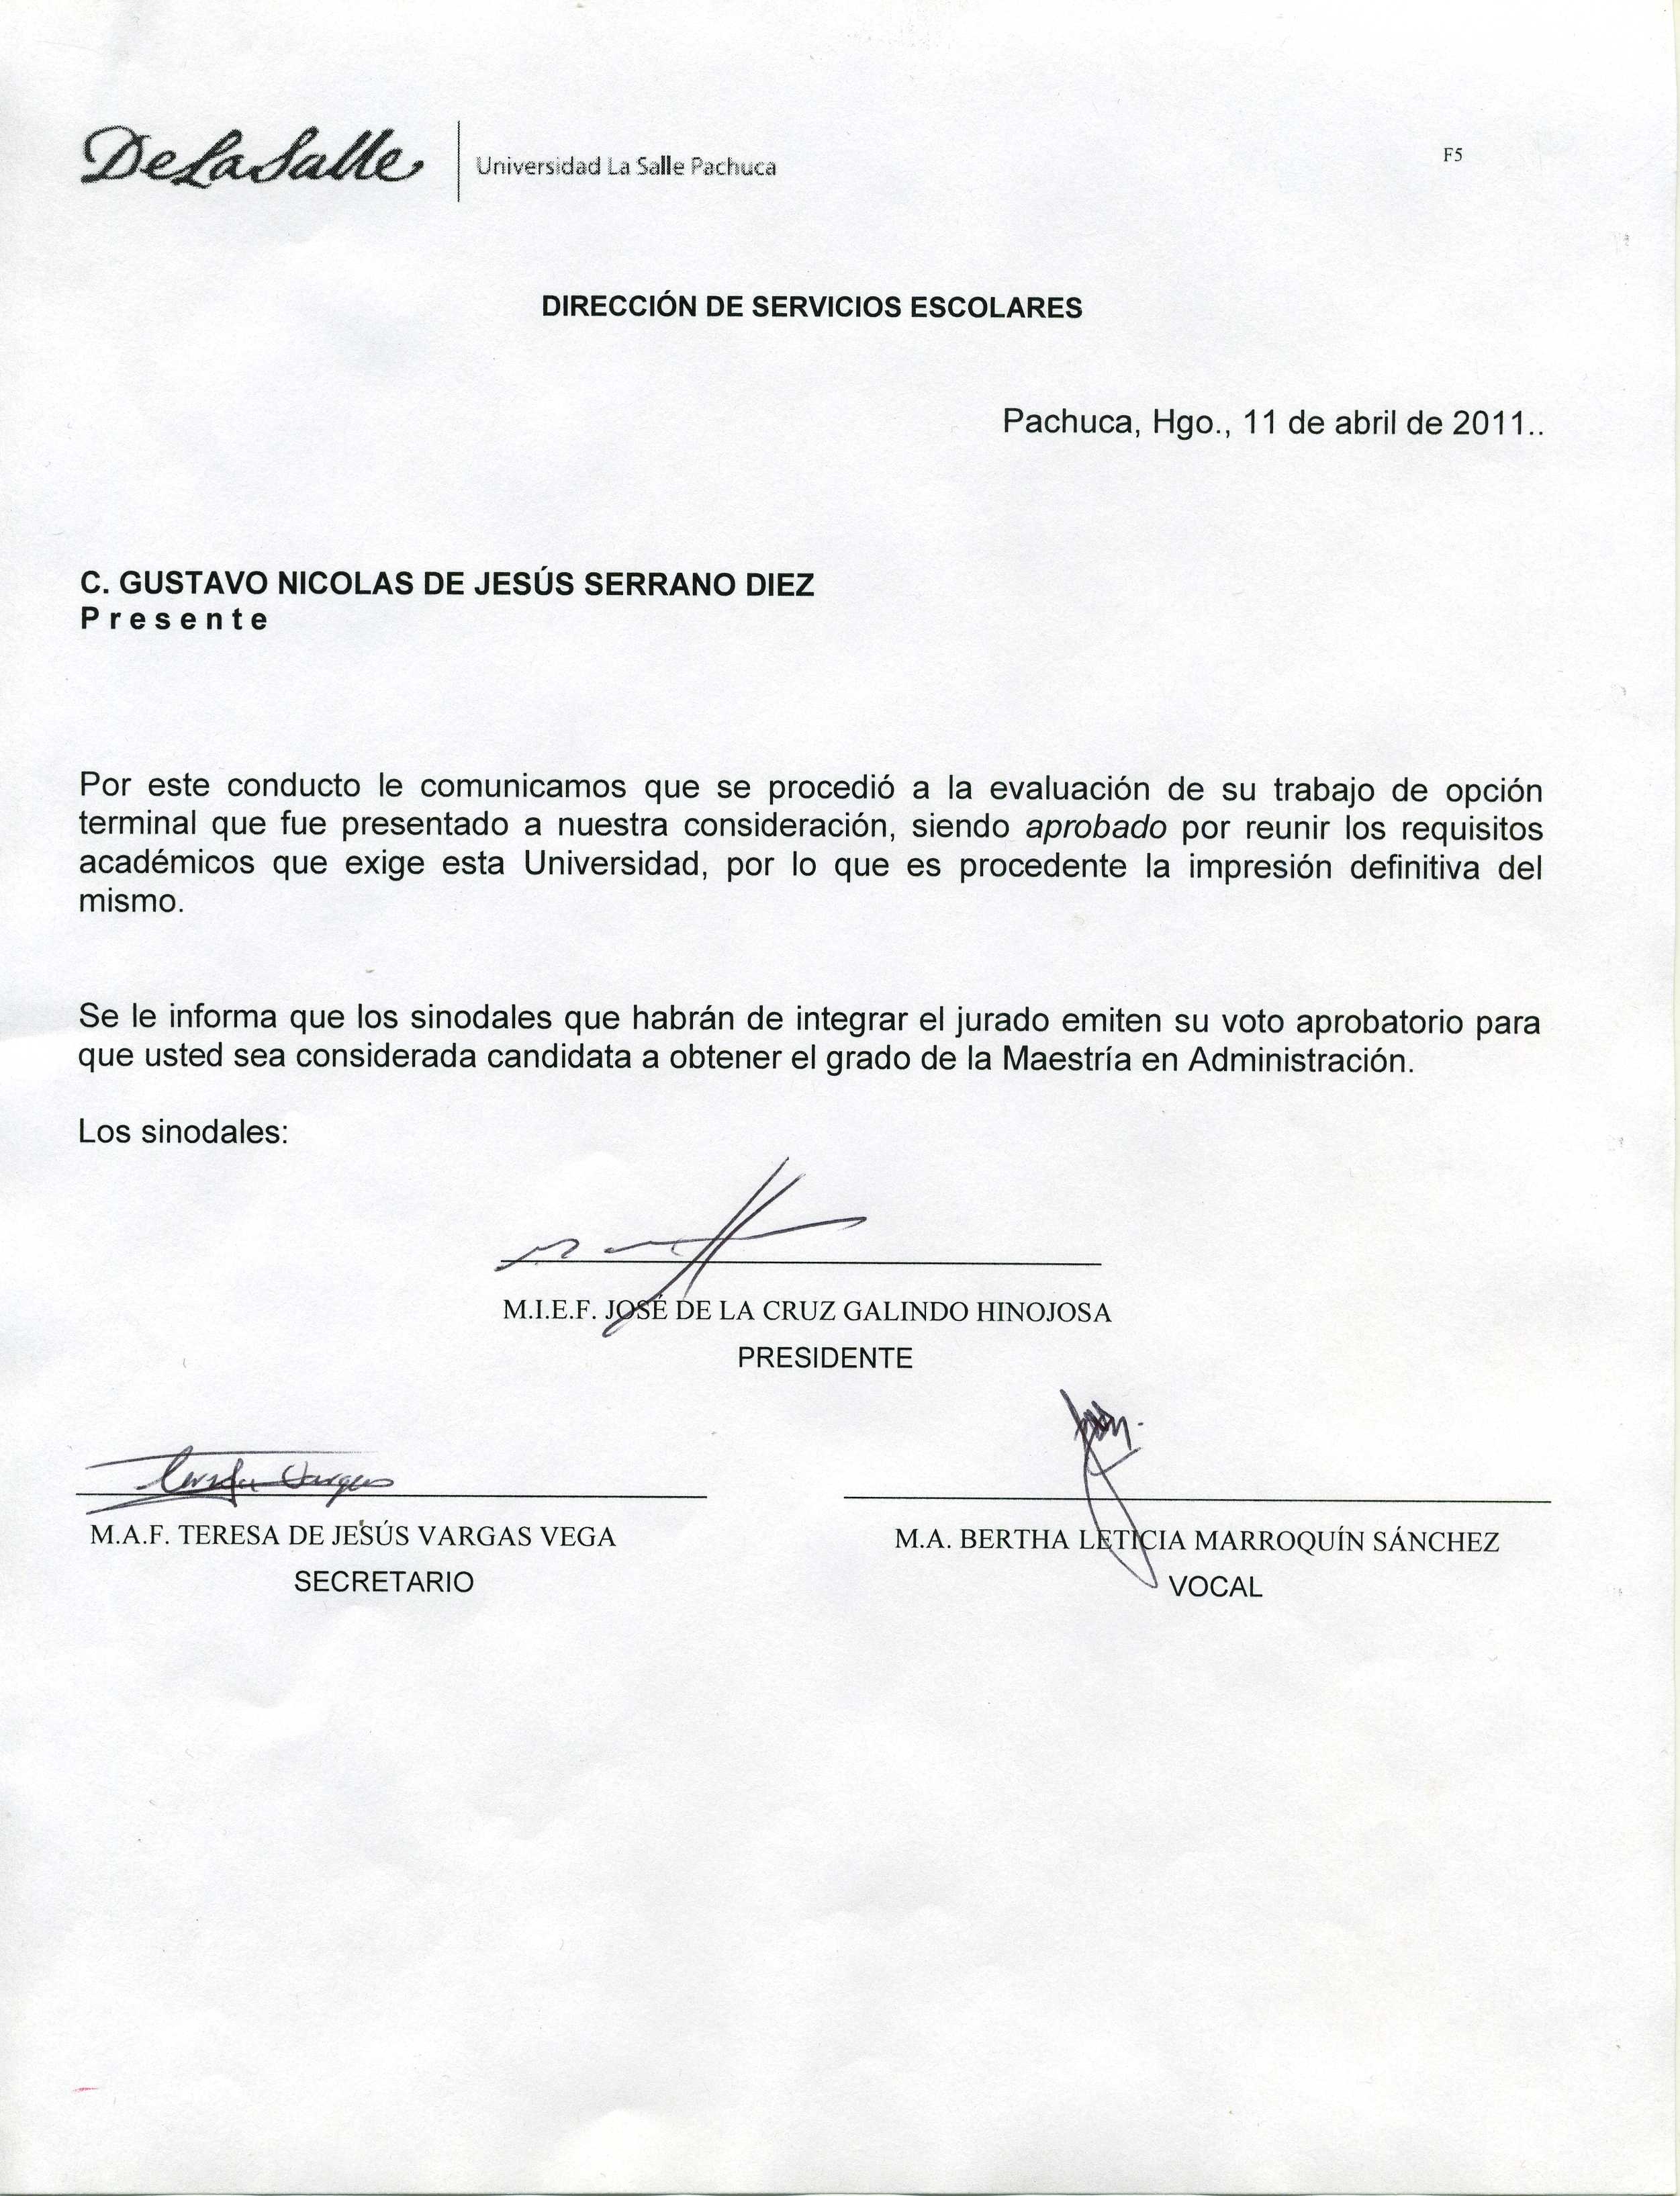 DeLaSalle
Universidad La Salle Pachuca
F5
DIRECCIÓN DE SERVICIOS ESCOLARES
Pachuca, Hgo., 11 de abril de 2011..
C. GUSTAVO NICOLAS DE JESÚS SERRANO DIEZ
Presente
Por este conducto le comunicamos que se procedió a la evaluación de su trabajo de opción
terminal que fue presentado a nuestra consideración, siendo aprobado por reunir los requisitos
académicos que exige esta Universidad, por lo que es procedente la impresión definitiva del
mismo.
Se le informa que los sinodales que habrán de integrar el jurado emiten su voto aprobatorio para
que usted sea considerada candidata a obtener el grado de la Maestría en Administración.
Los sinodales:
M.I.E.F. JOSÉ DE LA CRUZ GALINDO HINOJOSA
PRESIDENTE
M.A.F. TERESA DE JESÚS VARGAS VEGA
SECRETARIO
M.A. BERTHA LETICIA MARROQUÍN SÁNCHEZ
VOCAL